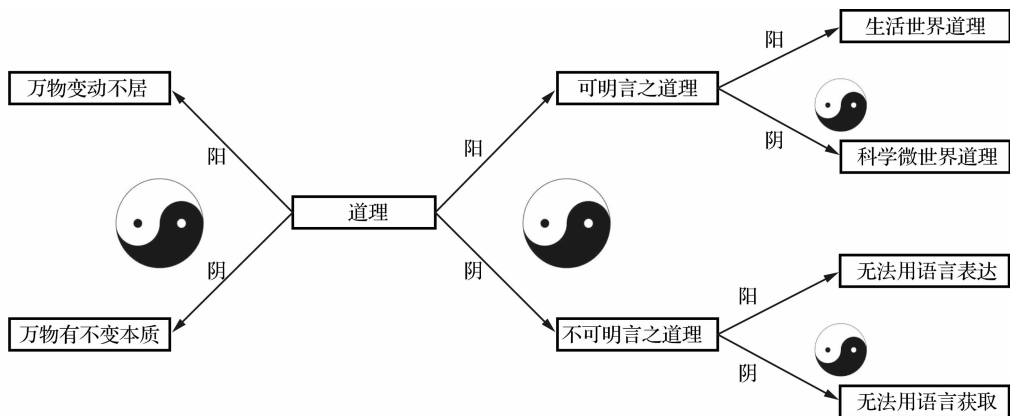 生活世界道理
阳
万物变动不居
可明言之道理
阳
阳
阴
科学微世界道理
道理
阴
阴
无法用语言表达
阳
万物有不变本质
不可明言之道理
阴
无法用语言获取